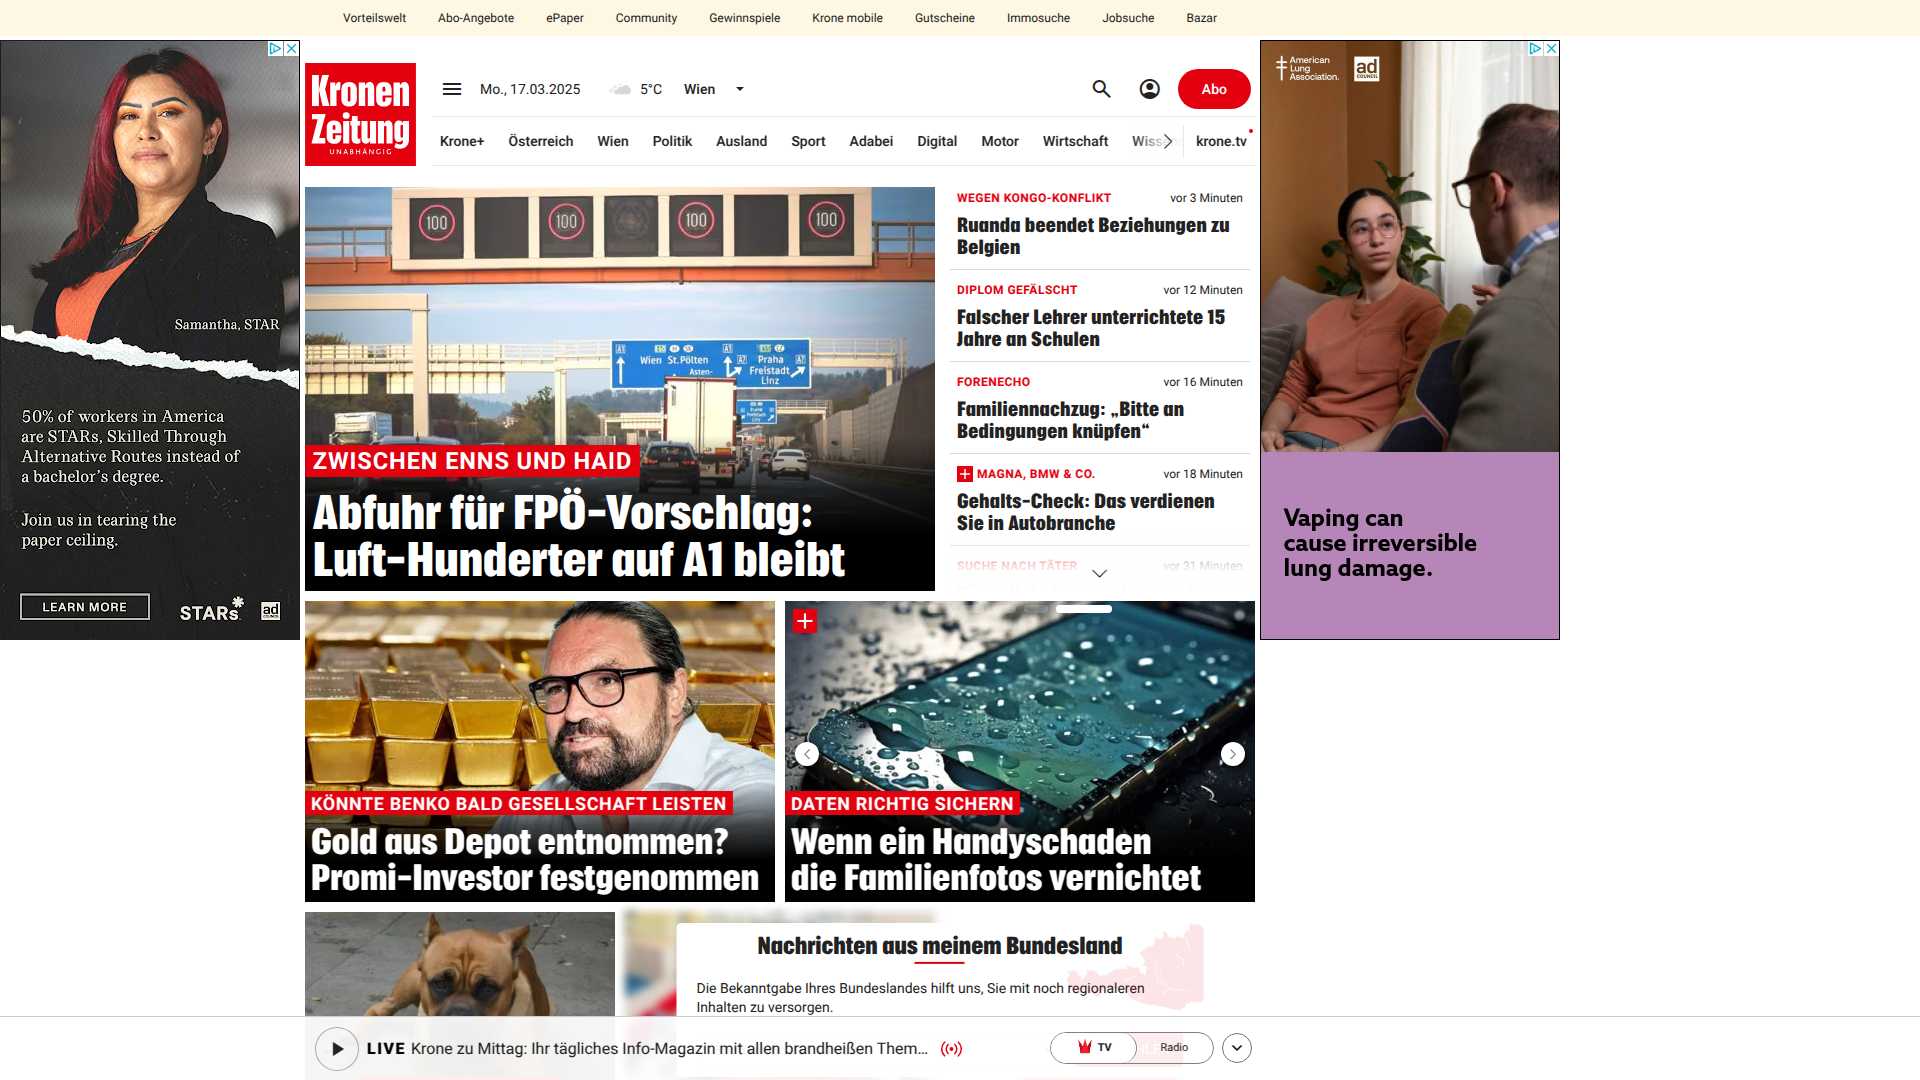 Vorteilswelt Abo-Angebote ePaper Community Gewinnspiele Krone mobile Gutscheine Immosuche Jobsuche Bazar
Kronen
Zeitung
UNABHÄNGIG
Mo., 17.03.2025 5°C Wien
Abo
Krone+ Österreich Wien Politik Ausland Sport Adabei Digital Motor Wirtschaft krone.tv
Samantha, STAR
50% of workers in America
are STARs, Skilled Through
Alternative Routes instead of
a bachelor's degree.
Join us in tearing the
paper ceiling.
LEARN MORE
STARs
ad
COUNCIL
100 100 100 100
A1
Wien St.Pölten
Asten-
A7
Praha
Freistadt
Linz
A7
ZWISCHEN ENNS UND HAID
Abfuhr für FPÖ-Vorschlag:
Luft-Hunderter auf A1 bleibt
WEGEN KONGO-KONFLIKT vor 3 Minuten
Ruanda beendet Beziehungen zu
Belgien
DIPLOM GEFÄLSCHT vor 12 Minuten
Falscher Lehrer unterrichtete 15
Jahre an Schulen
FORENECHO vor 16 Minuten
Familiennachzug: „Bitte an
Bedingungen knüpfen“
MAGNA, BMW & CO. vor 18 Minuten
Gehalts-Check: Das verdienen
Sie in Autobranche
SUCHE NACH TÄTER vor 31 Minuten
American
Lung
Association.
ad
COUNCIL
Vaping can
cause irreversible
lung damage.
KÖNNTE BENKO BALD GESELLSCHAFT LEISTEN
Gold aus Depot entnommen?
Promi-Investor festgenommen
DATEN RICHTIG SICHERN
Wenn ein Handyschaden
die Familienfotos vernichtet
Nachrichten aus meinem Bundesland
Die Bekanntgabe Ihres Bundeslandes hilft uns, Sie mit noch regionaleren
Inhalten zu versorgen.
LIVE Krone zu Mittag: Ihr tägliches Info-Magazin mit allen brandheißen Them...
TV Radio